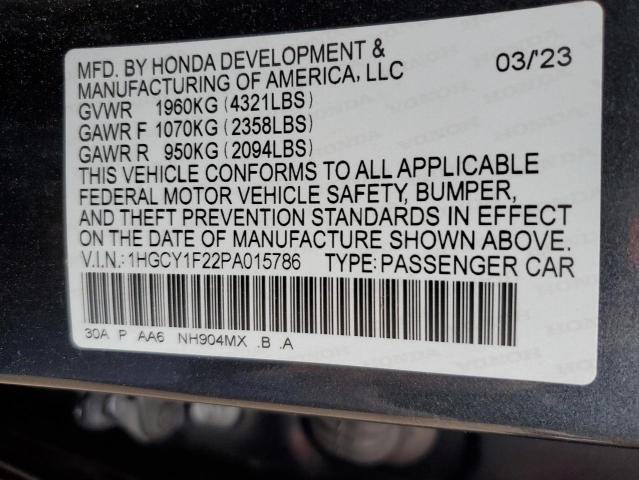 MFD. BY HONDA DEVELOPMENT & MANUFACTURING OF AMERICA, LLC 03/'23
GVWR 1960KG (4321LBS)
GAWR F 1070KG (2358LBS)
GAWR R 950KG (2094LBS)
THIS VEHICLE CONFORMS TO ALL APPLICABLE
FEDERAL MOTOR VEHICLE SAFETY, BUMPER,
AND THEFT PREVENTION STANDARDS IN EFFECT
ON THE DATE OF MANUFACTURE SHOWN ABOVE.
V.I.N.: 1HGCY1F22PA015786 TYPE: PASSENGER CAR
30A P AA6 NH904MX .B .A